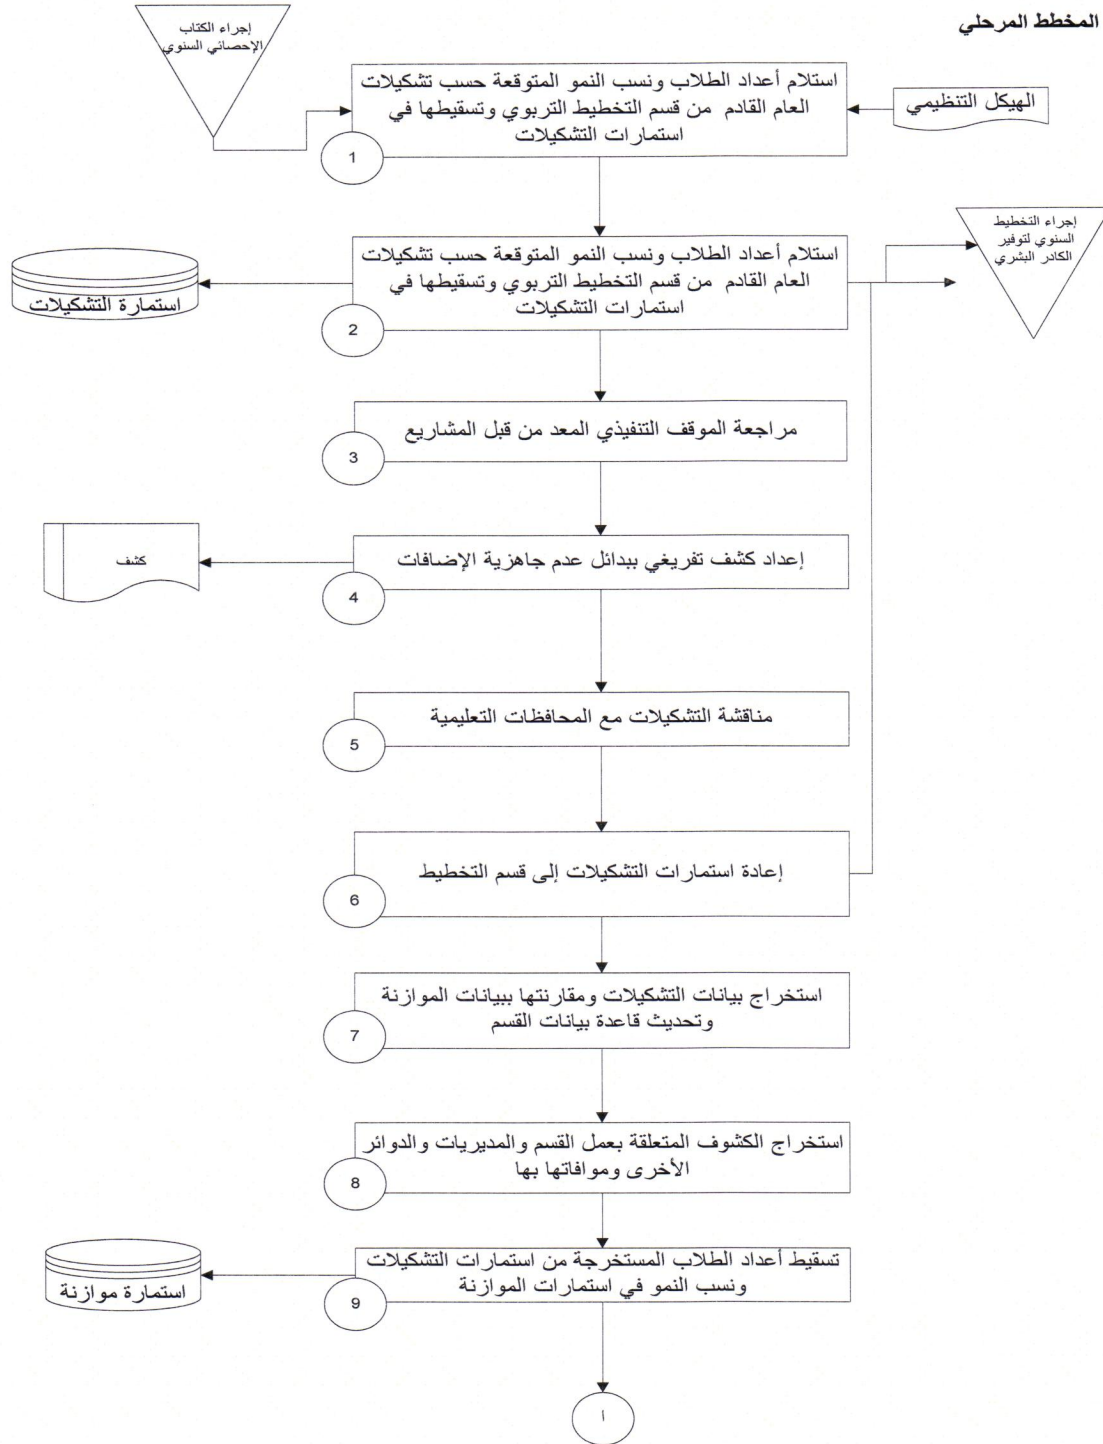 المخطط المرحلي
إجراء الكتاب
الإحصائي السنوي
استلام أعداد الطلاب ونسب النمو المتوقعة حسب تشكيلات
العام القادم من قسم التخطيط التربوي وتسقيطها في
استمارات التشكيلات
1
الهيكل التنظيمي
إجراء التخطيط
السنوي لتوفير
الكادر البشري
استلام أعداد الطلاب ونسب النمو المتوقعة حسب تشكيلات
العام القادم من قسم التخطيط التربوي وتسقيطها في
استمارات التشكيلات
2
استمارة التشكيلات
مراجعة الموقف التنفيذي المعد من قبل المشاريع
3
إعداد كشف تفريغي ببدائل عدم جاهزية الإضافات
4
كشف
مناقشة التشكيلات مع المحافظات التعليمية
5
إعادة استمارات التشكيلات إلى قسم التخطيط
6
استخراج بيانات التشكيلات ومقارنتها ببيانات الموازنة
وتحديث قاعدة بيانات القسم
7
استخراج الكشوف المتعلقة بعمل القسم والمديريات والدوائر
الأخرى وموافاتها بها
8
تسقيط أعداد الطلاب المستخرجة من استمارات التشكيلات
ونسب النمو في استمارات الموازنة
9
استمارة موازنة
أ